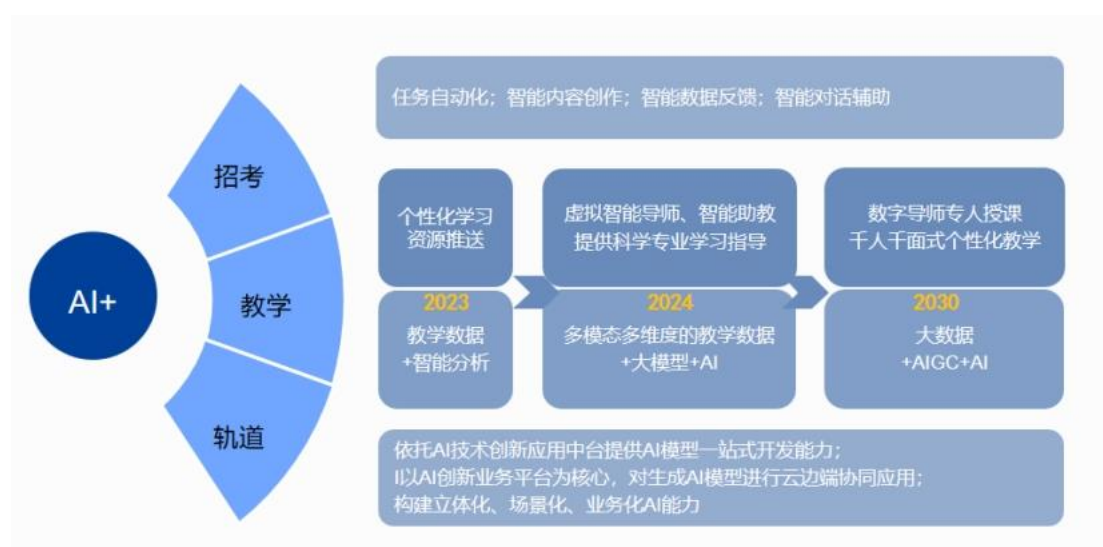 AI+
招考
教学
轨道
任务自动化；智能内容创作；智能数据反馈；智能对话辅助
个性化学习
资源推送
2023
教学数据
+智能分析
虚拟智能导师、智能助教
提供科学专业学习指导
2024
多模态多维度的教学数据
+大模型+AI
数字导师专人授课
千人千面式个性化教学
2030
大数据
+AIGC+AI
依托AI技术创新应用中台提供AI模型一站式开发能力；
I以AI创新业务平台为核心，对生成AI模型进行云边端协同应用；
构建立体化、场景化、业务化AI能力